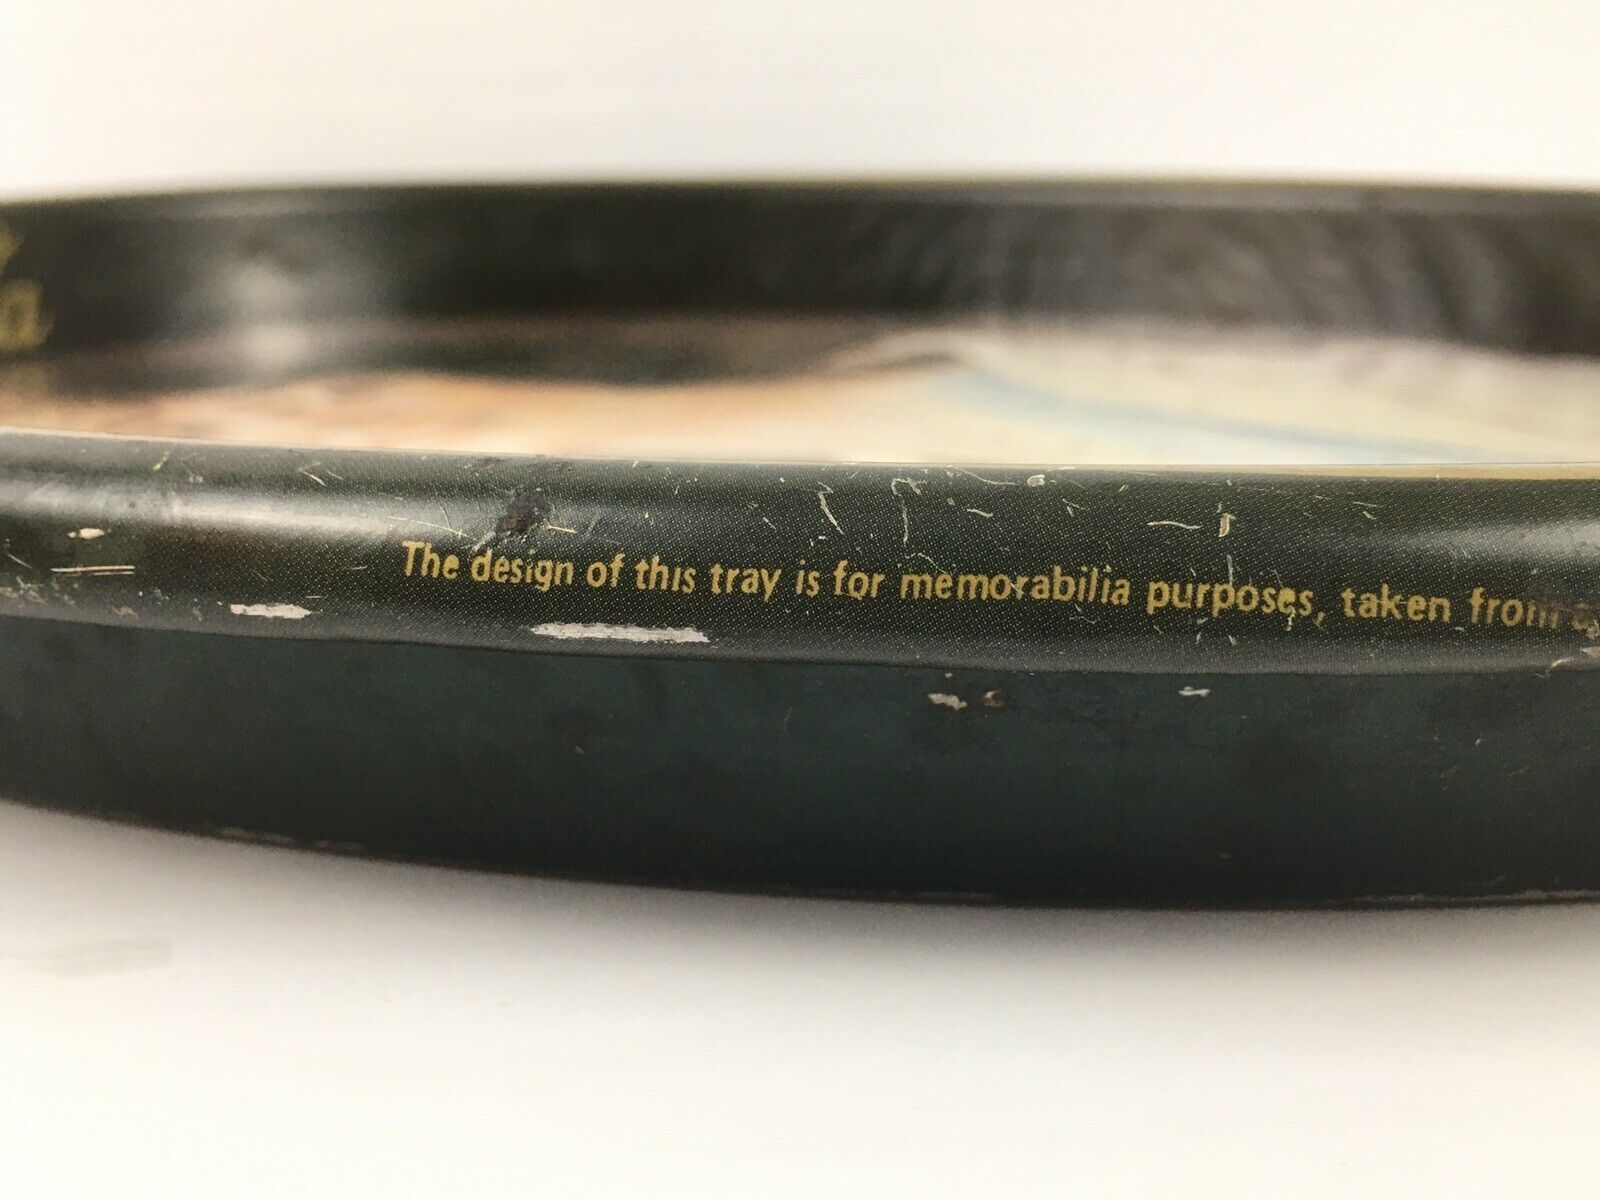 The design of this tray is for memorabilia purposes, taken from a